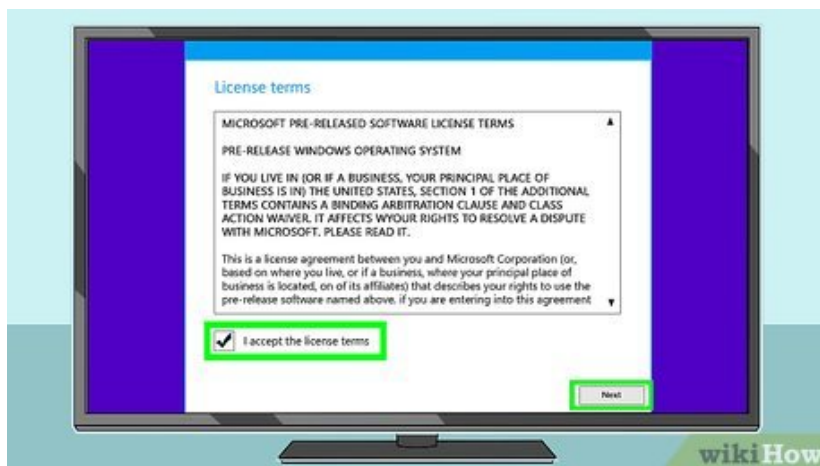 License terms
MICROSOFT PRE-RELEASED SOFTWARE LICENSE TERMS
PRE-RELEASE WINDOWS OPERATING SYSTEM
IF YOU LIVE IN (OR IF A BUSINESS, YOUR PRINCIPAL PLACE OF
BUSINESS IS IN) THE UNITED STATES, SECTION 1 OF THE ADDITIONAL
TERMS CONTAINS A BINDING ARBITRATION CLAUSE AND CLASS
ACTION WAIVER. IT AFFECTS WYOUR RIGHTS TO RESOLVE A DISPUTE
WITH MICROSOFT. PLEASE READ IT.
This is a license agreement between you and Microsoft Corporation (or,
based on where you live, or if a business, where your principal place of
business is located, on of its affiliates) that describes your rights to use the
pre-release software named above. if you are entering into this agreement
I accept the license terms
Next
wikiHow